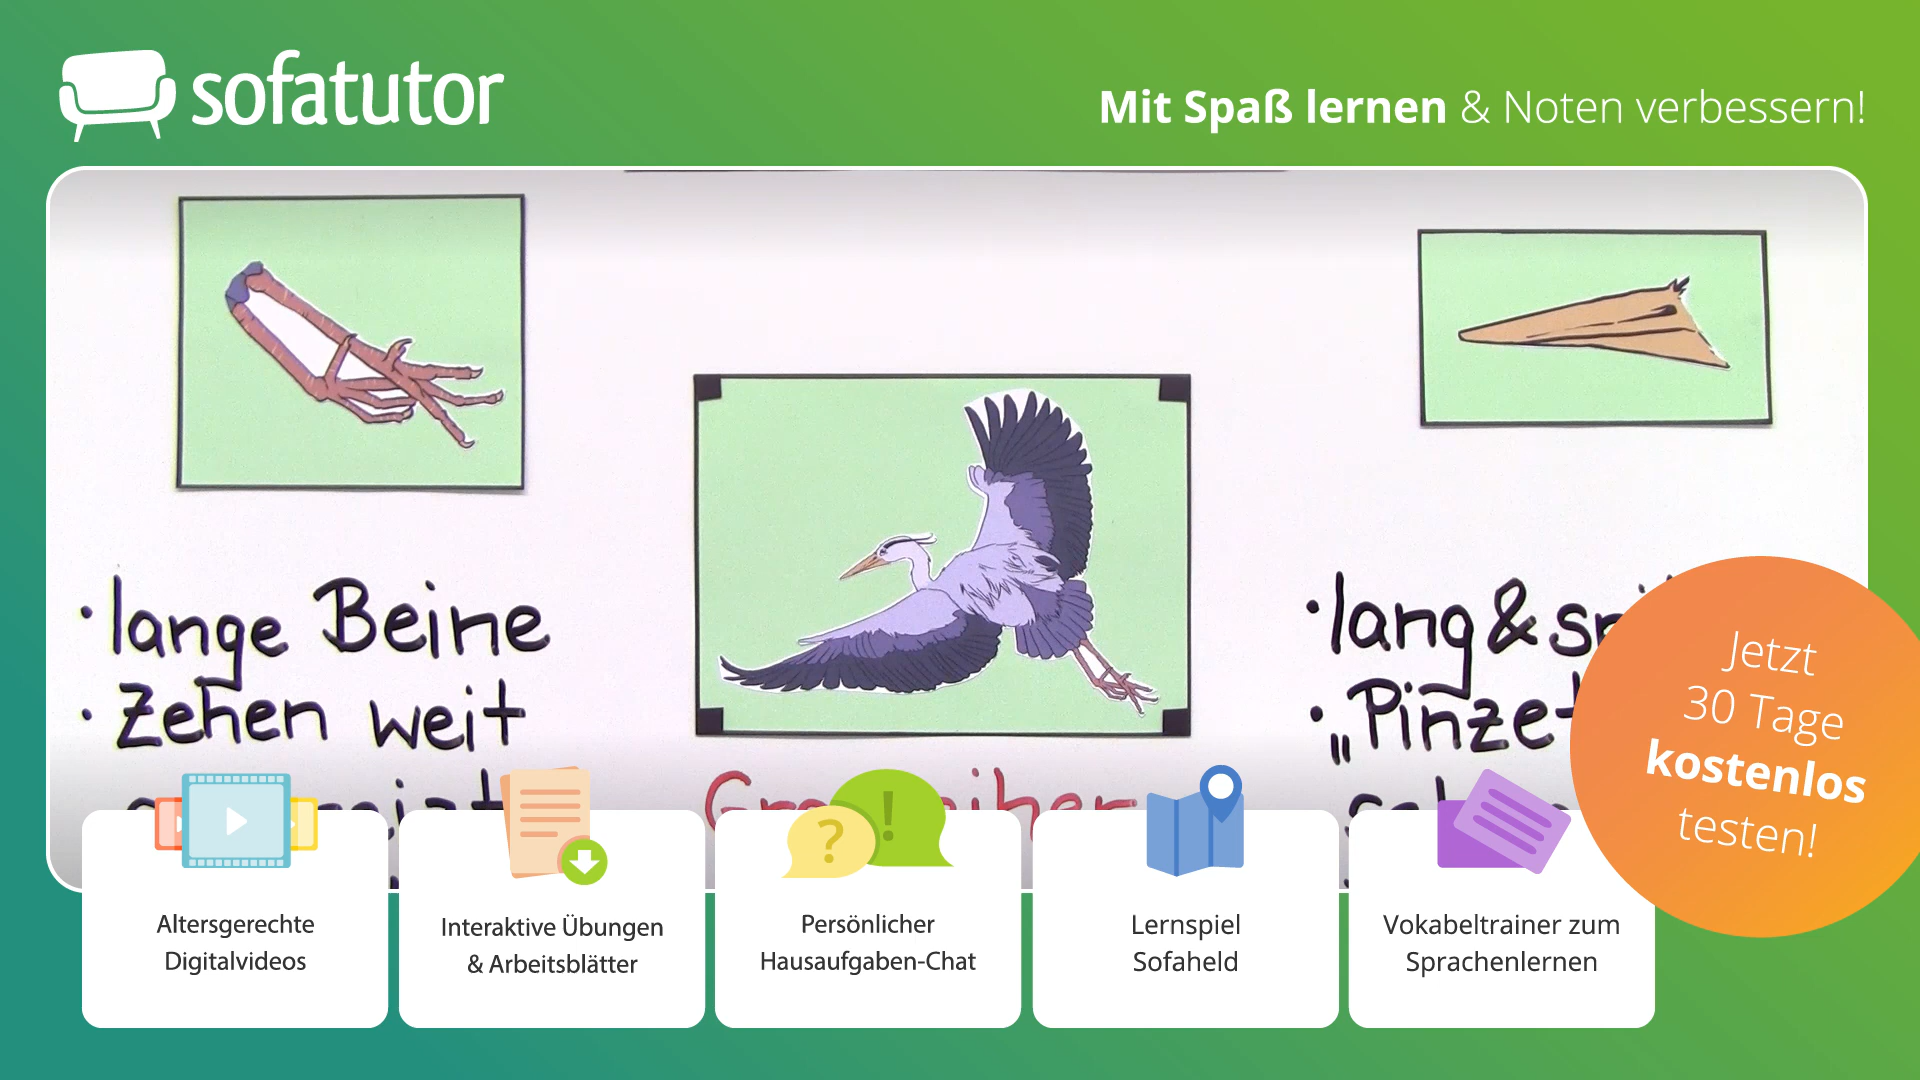 sofatutor
Mit Spaß lernen & Noten verbessern!
· lange Beine
· Zehen weit
· lang &
· „Pinzet
Jetzt
30 Tage
kostenlos
testen!
Altersgerechte
Digitalvideos
Interaktive Übungen
& Arbeitsblätter
?
!
Persönlicher
Hausaufgaben-Chat
Lernspiel
Sofaheld
Vokabeltrainer zum
Sprachenlernen